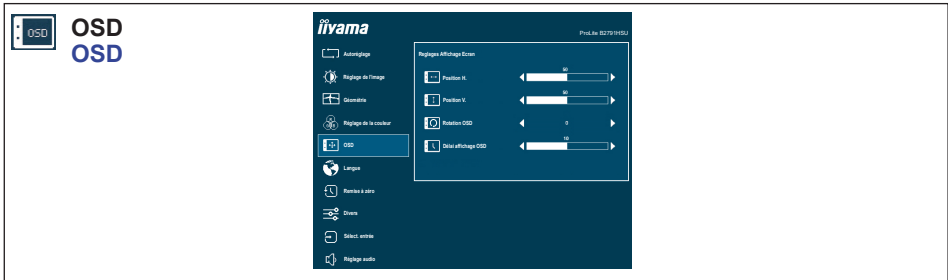 OSD
OSD
OSD
iiyama
ProLite B2791HSU
Autoréglage
Réglage de l'image
Géométrie
Réglage de la couleur
OSD
Langue
Remise à zéro
Divers
Sélect. entrée
Réglage audio
Reglages Affichage Ecran
Position H.
50
Position V.
50
Rotation OSD
0
Délai affichage OSD
10